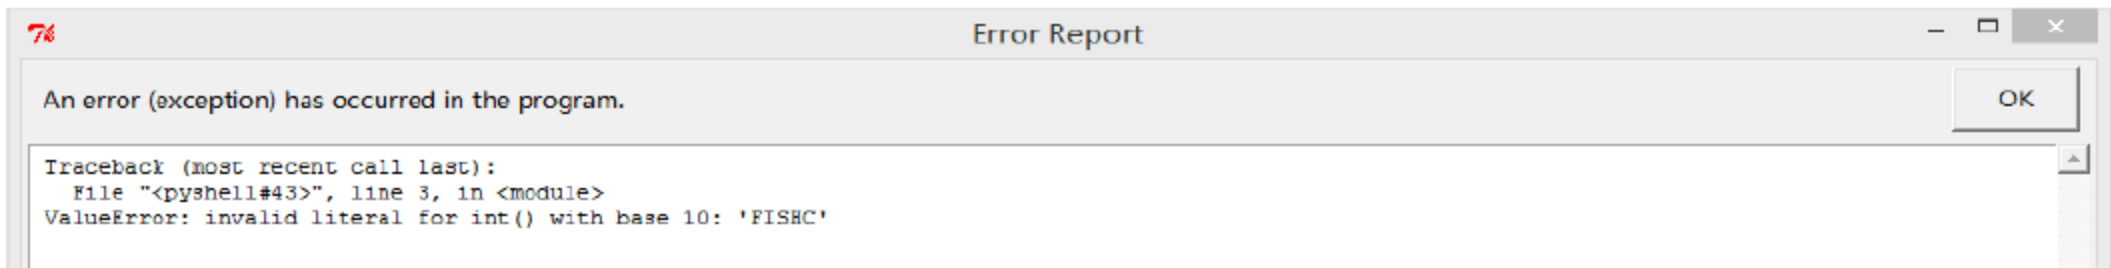 Error Report
An error (exception) has occurred in the program.
OK
Traceback (most recent call last):
  File "<pyshell#43>", line 3, in <module>
ValueError: invalid literal for int() with base 10: 'FISHC'